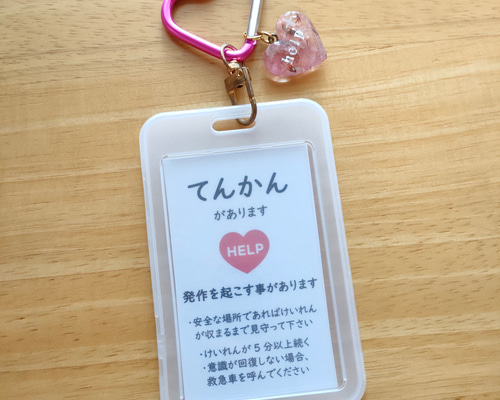 help
てんかん
があります
HELP
発作を起こす事があります
・安全な場所であればけいれん
が収まるまで見守って下さい
・けいれんが5分以上続く
・意識が回復しない場合、
救急車を呼んでください